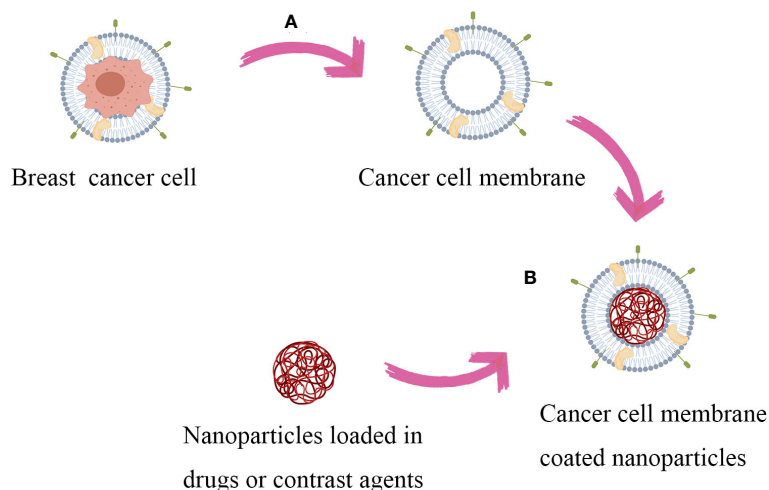 A
Breast cancer cell
Cancer cell membrane
B
Nanoparticles loaded in
drugs or contrast agents
Cancer cell membrane
coated nanoparticles